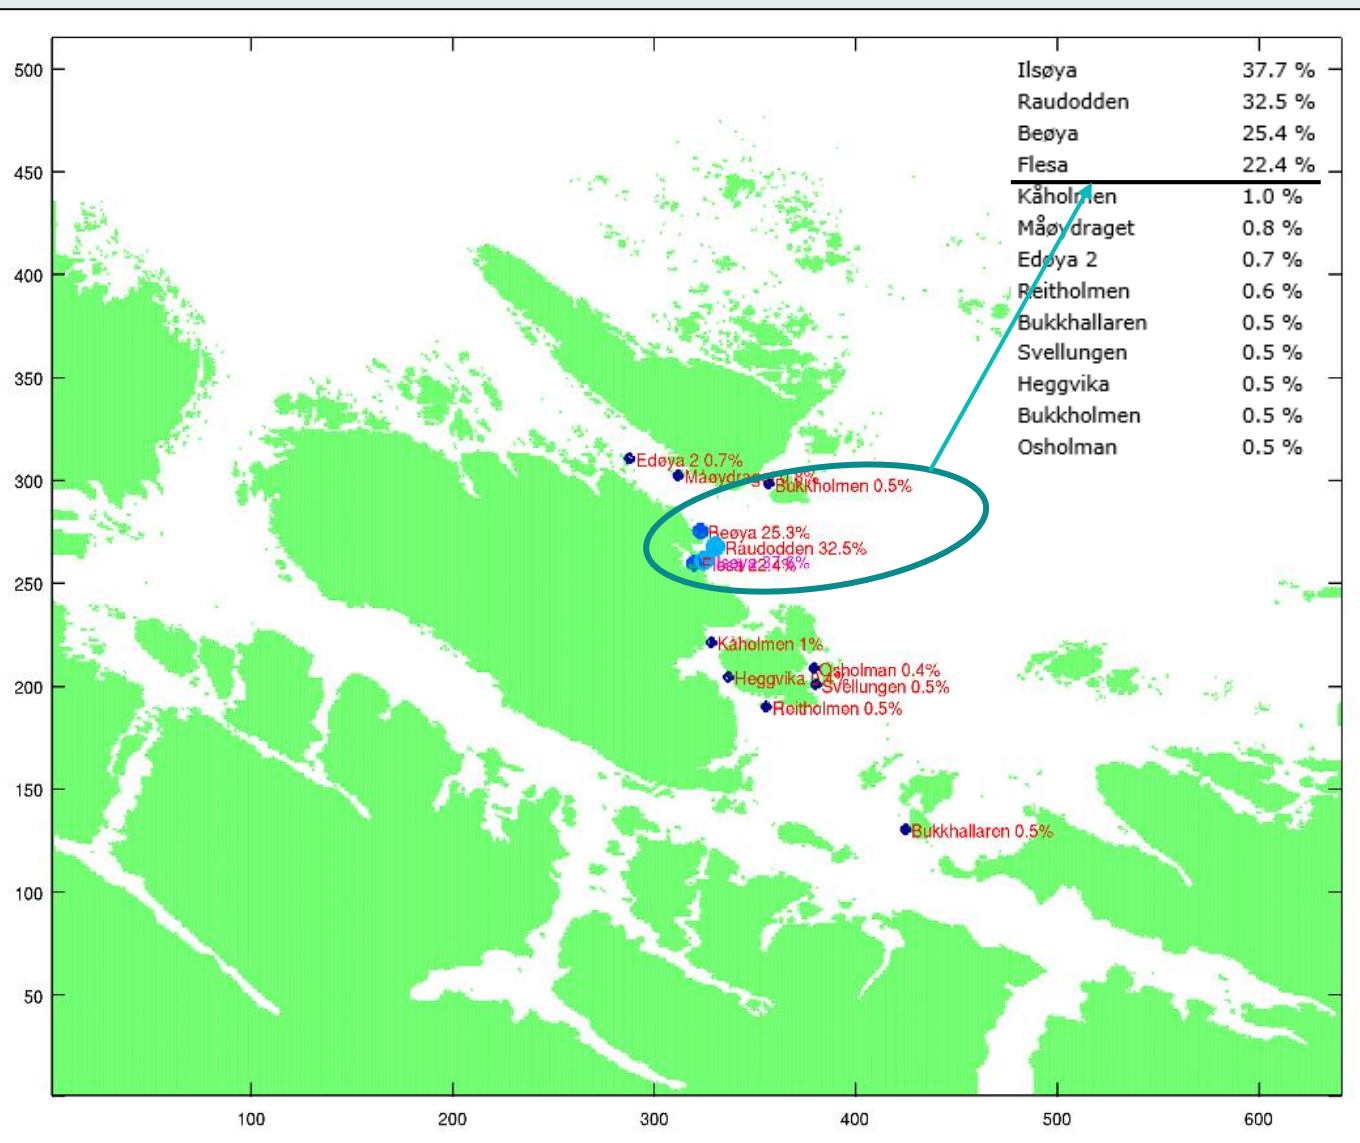 500
450
400
350
300
250
200
150
100
50
100 200 300 400 500 600
Ilsøya 37.7 %
Raudodden 32.5 %
Beøya 25.4 %
Flesa 22.4 %
Kåholmen 1.0 %
Måøydraget 0.8 %
Edøya 2 0.7 %
Reitholmen 0.6 %
Bukkhallaren 0.5 %
Svellungen 0.5 %
Heggvika 0.5 %
Bukkholmen 0.5 %
Osholman 0.5 %
Edøya 2 0.7%
Bukkholmen 0.5%
Beøya 25.3%
Raudodden 32.5%
Flesa 22.4%
Kåholmen 1%
Osholman 0.4%
Heggvika
Svellungen 0.5%
Reitholmen 0.5%
Bukkhallaren 0.5%